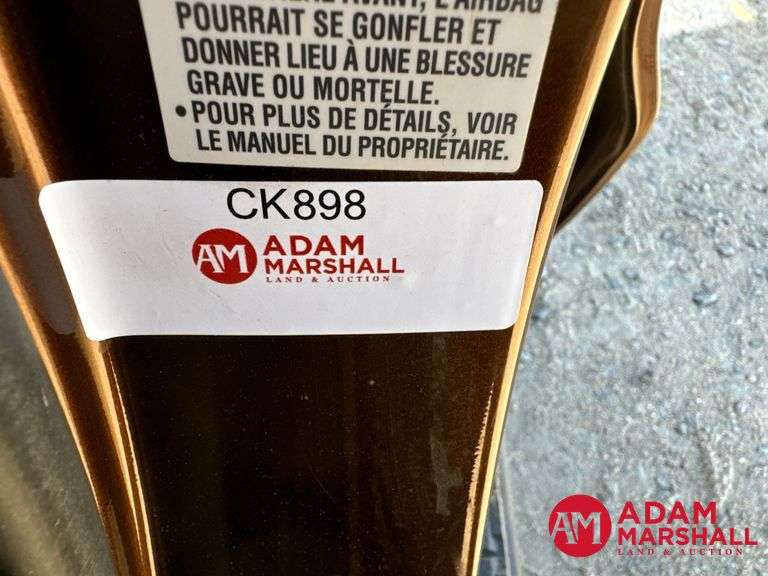 L'AIRBAG
POURRAIT SE GONFLER ET
DONNER LIEU À UNE BLESSURE
GRAVE OU MORTELLE.
• POUR PLUS DE DÉTAILS, VOIR
LE MANUEL DU PROPRIÉTAIRE.
CK898
AM ADAM
MARSHALL
LAND & AUCTION
AM ADAM
MARSHALL
LAND & AUCTION